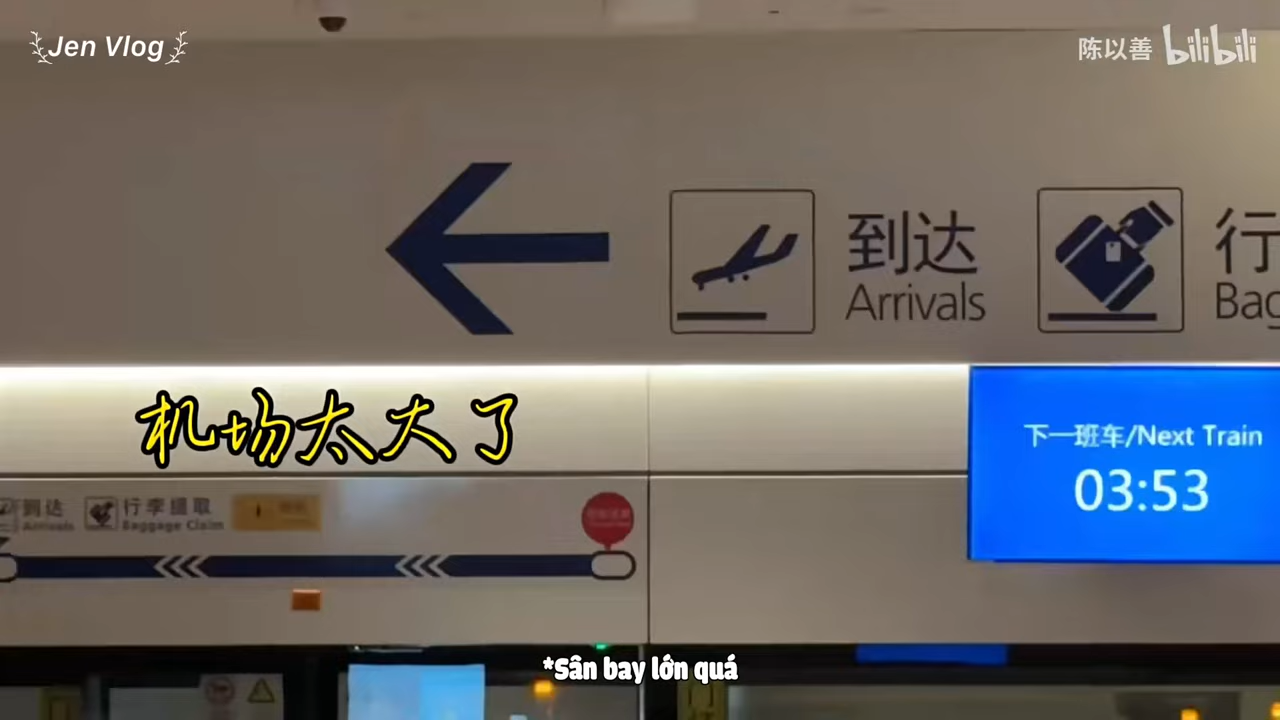 Jen Vlog
陈以善 bilibili
到达
Arrivals
行
Bag
机场太大了
下一班车/Next Train
03:53
到达
Arrivals
行李提取
Baggage Claim
*Sân bay lớn quá